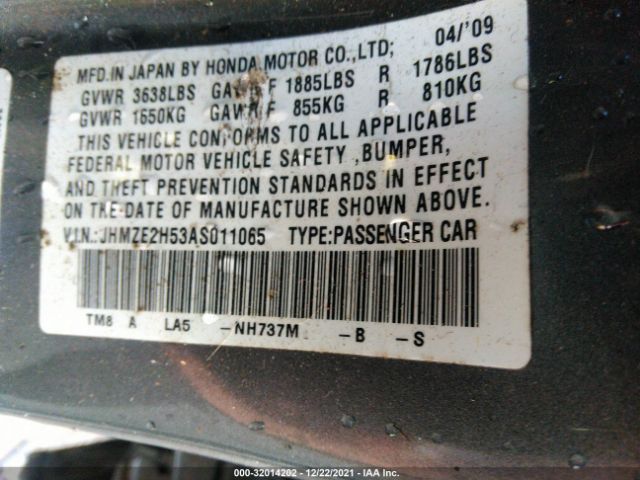 MFD.IN JAPAN BY HONDA MOTOR CO.,LTD; 04/'09
GVWR 3638LBS GAWR F 1885LBS R 1786LBS
GVWR 1650KG GAWR F 855KG R 810KG
THIS VEHICLE CONFORMS TO ALL APPLICABLE
FEDERAL MOTOR VEHICLE SAFETY ,BUMPER,
AND THEFT PREVENTION STANDARDS IN EFFECT
ON THE DATE OF MANUFACTURE SHOWN ABOVE.
V.I.N.:JHMZE2H53AS011065 TYPE:PASSENGER CAR
TM8 A LA5 -NH737M -B -S
000-32014202 - 12/22/2021 - IAA Inc.